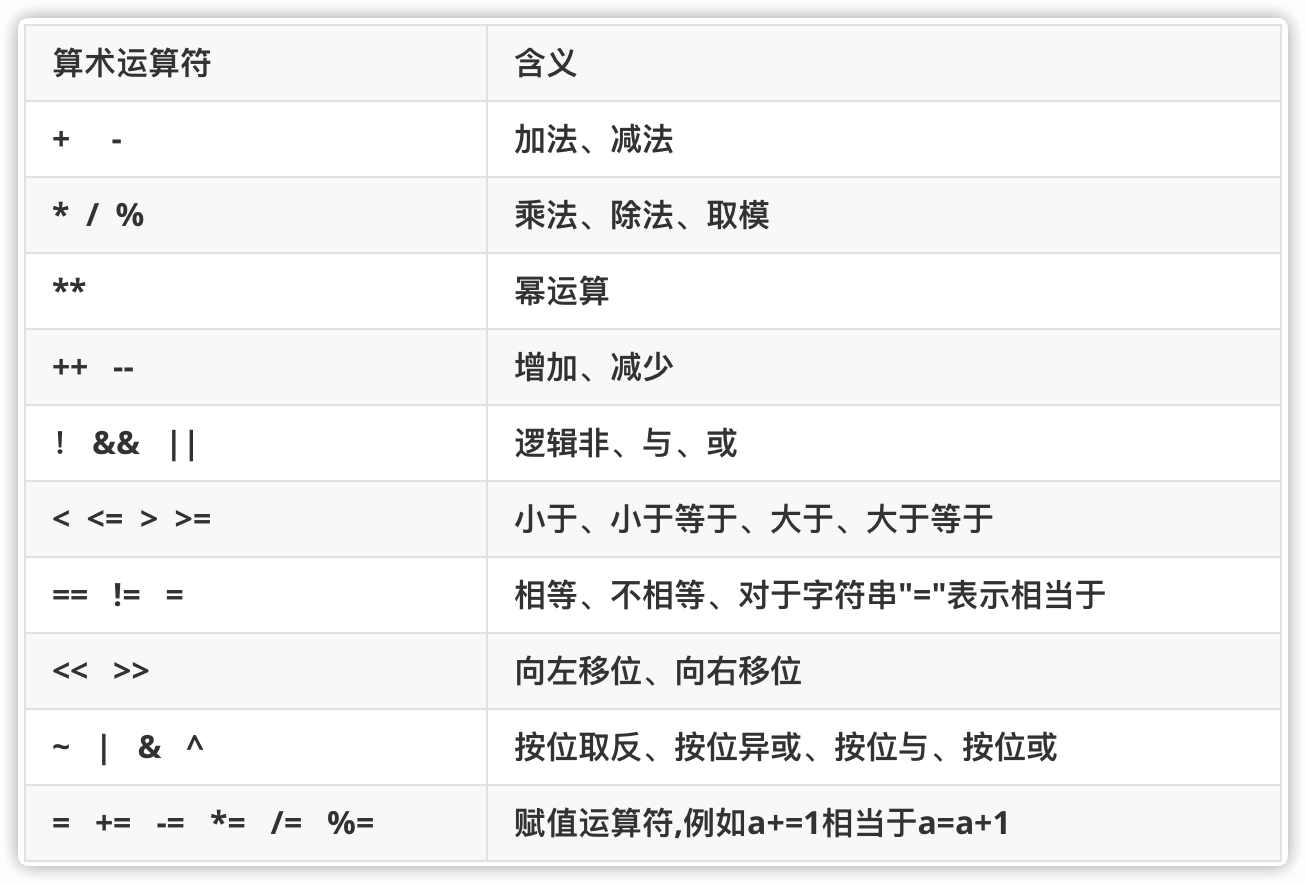 算术运算符 含义
+ - 加法、减法
* / % 乘法、除法、取模
** 幂运算
++ -- 增加、减少
! && || 逻辑非、与、或
< <= > >= 小于、小于等于、大于、大于等于
== != = 相等、不相等、对于字符串"="表示相当于
<< >> 向左移位、向右移位
~ | & ^ 按位取反、按位异或、按位与、按位或
= += -= *= /= %= 赋值运算符,例如a+=1相当于a=a+1